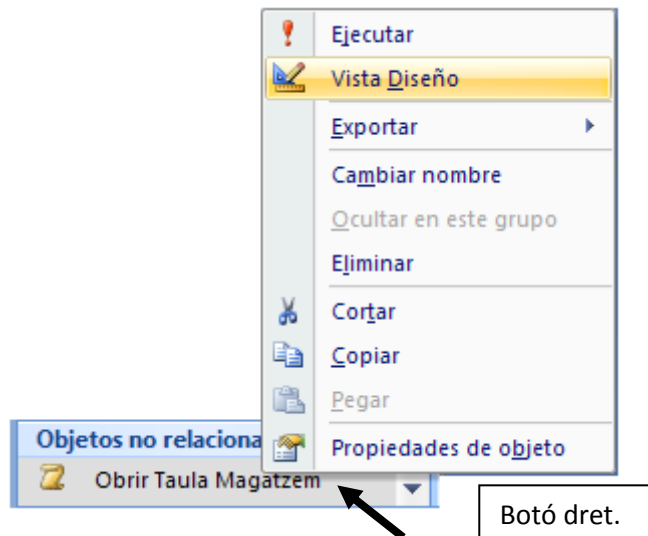 Ejecutar
Vista Diseño
Exportar
Cambiar nombre
Ocultar en este grupo
Eliminar
Cortar
Copiar
Pegar
Propiedades de objeto
Objetos no relaciona
Obrir Taula Magatzem
Botó dret.